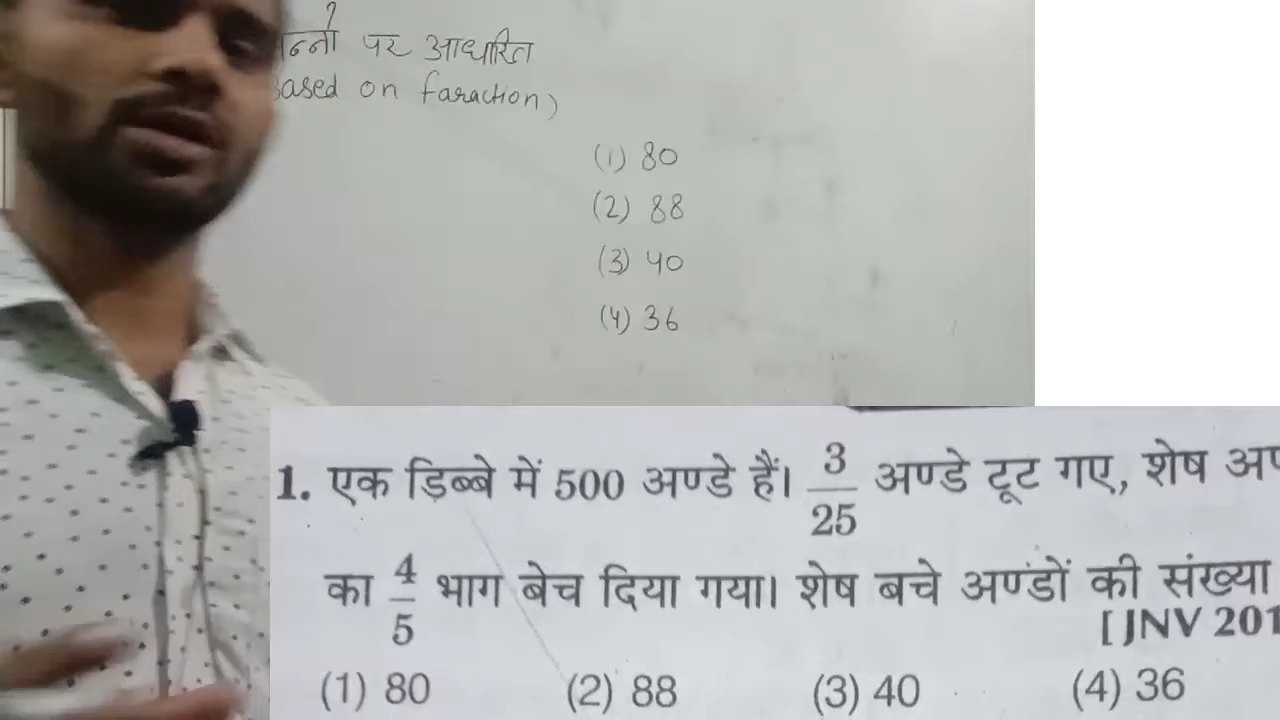 पर आधारित
based on faraction)
(1) 80
(2) 88
(3) 40
(4) 36
1. एक डिब्बे में 500 अण्डे हैं। 3/25 अण्डे टूट गए, शेष
का 4/5 भाग बेच दिया गया। शेष बचे अण्डों की संख्या
[JNV 201
(1) 80 (2) 88 (3) 40 (4) 36